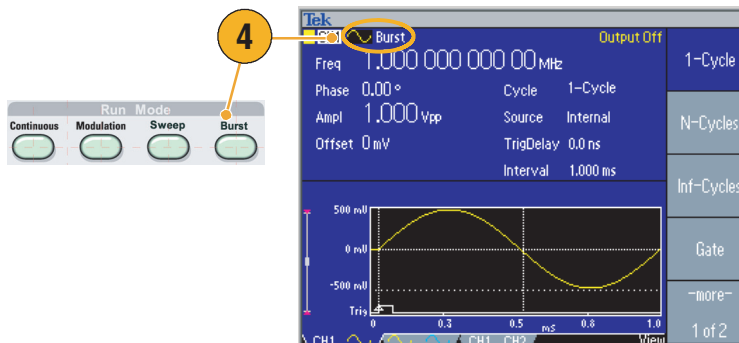 4
Run Mode
Continuous Modulation Sweep Burst
Tek
CH1 Burst Output Off
Freq 1.000 000 000 00 MHz
Phase 0.00 °
Ampl 1.000 Vpp
Offset 0 mV
Cycle 1-Cycle
Source Internal
TrigDelay 0.0 ns
Interval 1.000 ms
500 mU
0 mU
-500 mU
Trig
0 0.3 0.5 ms 0.8 1.0
CH1 CH1 CH2 View
1-Cycle
N-Cycles
Inf-Cycles
Gate
-more-
1 of 2